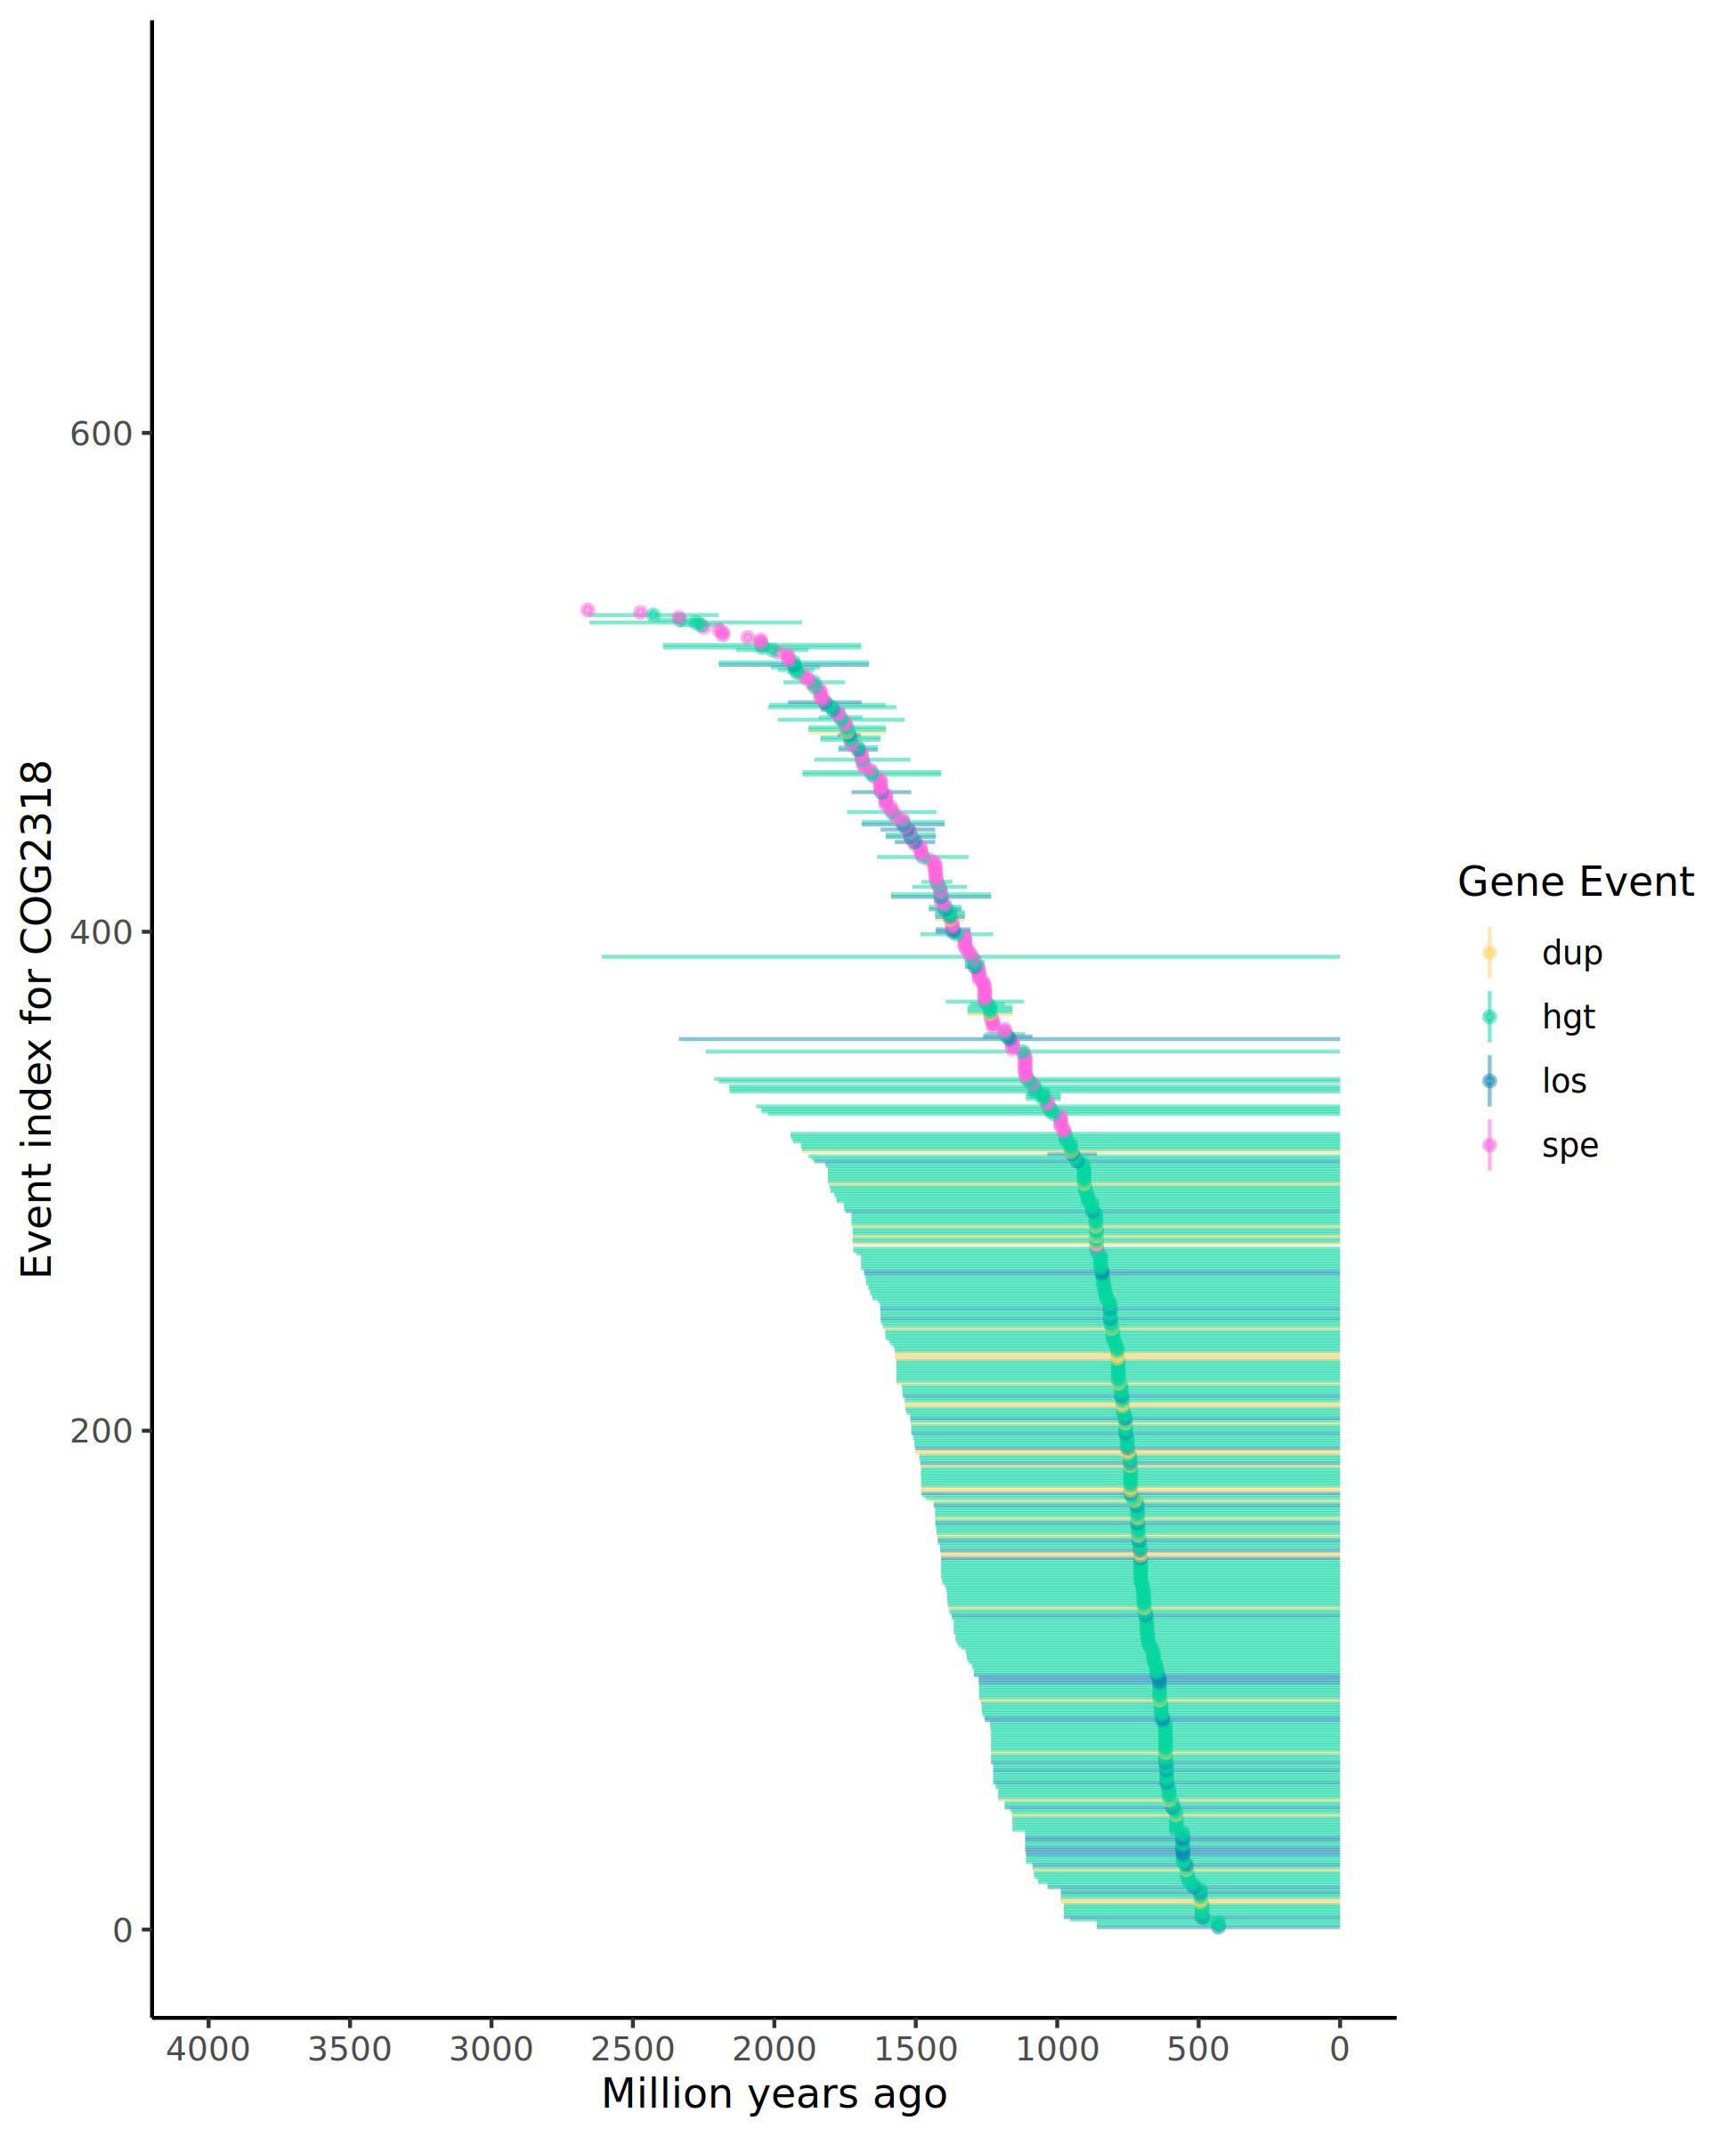 Event index for COG2318
600
400
200
0
4000 3500 3000 2500 2000 1500 1000 500 0
Million years ago
Gene Event
dup
hgt
los
spe